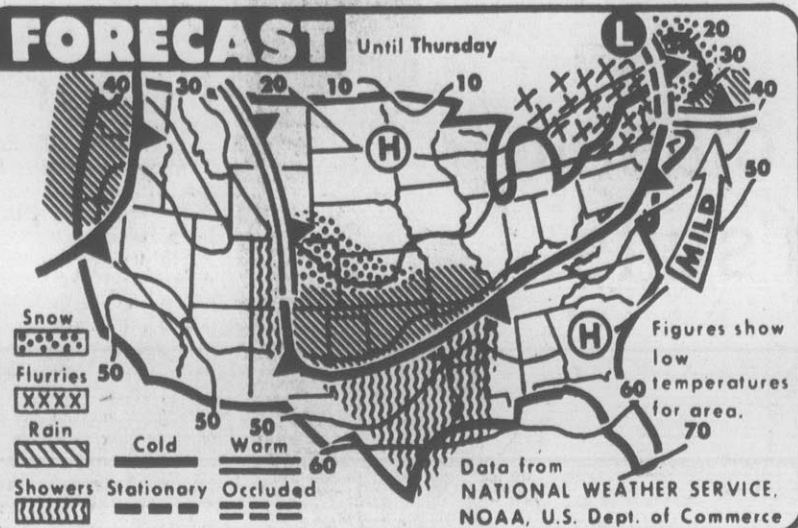 FORECAST Until Thursday
L
20
30
40
40 30 20 10 10
H
50
MILD
H
Snow
Flurries
XXXX
Rain
Showers
50
50
50
60
60
70
Cold Warm
Stationary Occluded
Figures show
low
temperatures
for area.
Data from
NATIONAL WEATHER SERVICE,
NOAA, U.S. Dept. of Commerce